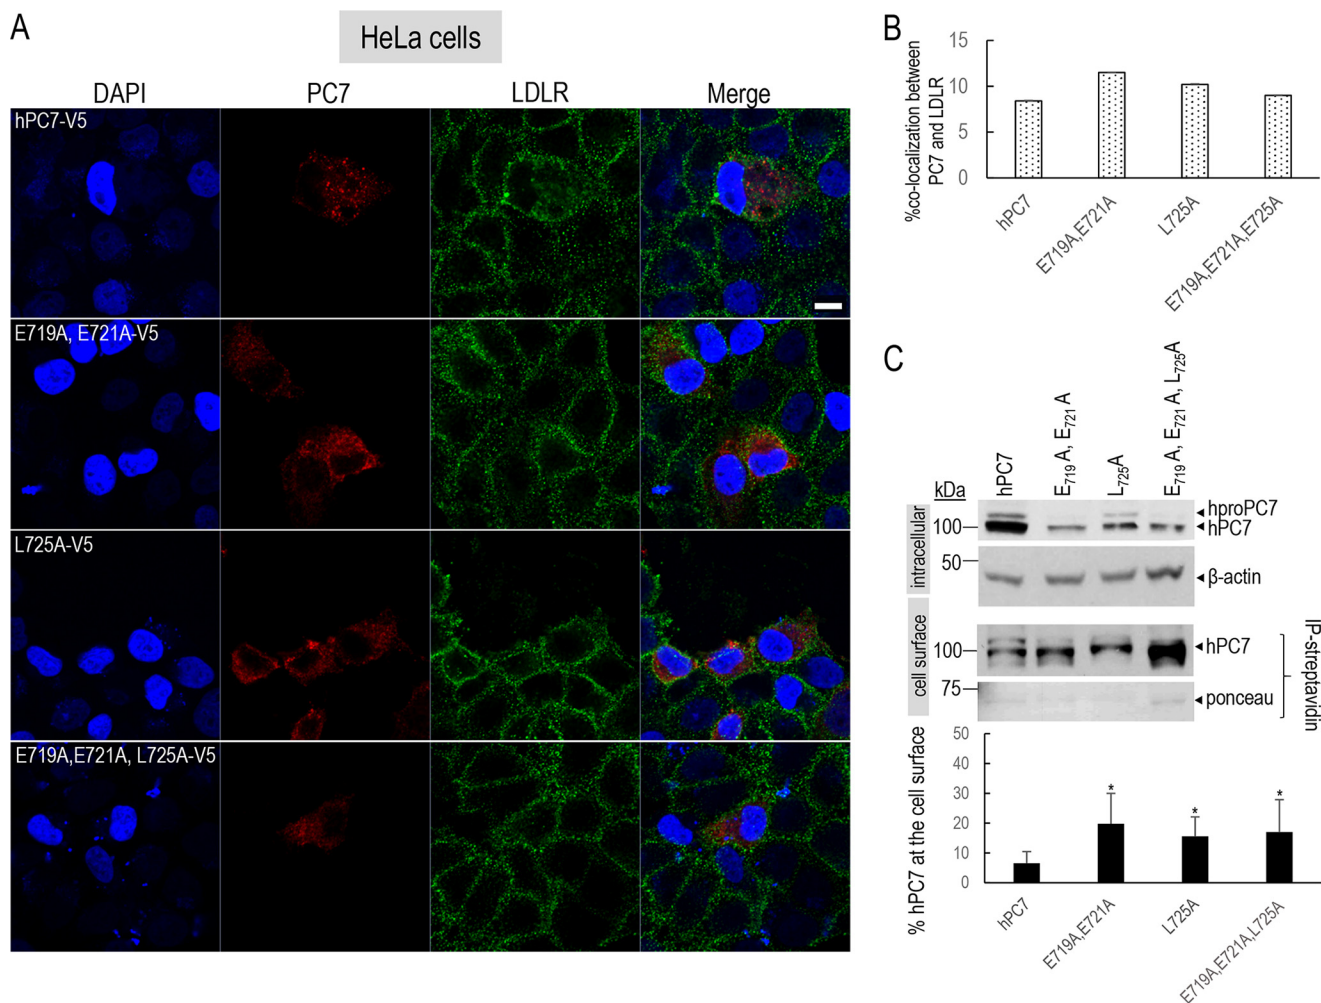 A
HeLa cells
DAPI
PC7
LDLR
Merge
hPC7-V5
E719A, E721A-V5
L725A-V5
E719A,E721A, L725A-V5
B
%co-localization between
PC7 and LDLR
15
10
5
0
hPC7
E719A,E721A
L725A
E719A,E721A,E725A
C
kDa
hPC7
E719A, E721 A
L725A
E719 A, E721 A, L725A
intracellular
100
hproPC7
hPC7
50
β-actin
cell surface
100
hPC7
75
ponceau
IP-streptavidin
% hPC7 at the cell surface
50
40
30
20
10
0
*
*
*
hPC7
E719A,E721A
L725A
E719A,E721A,L725A